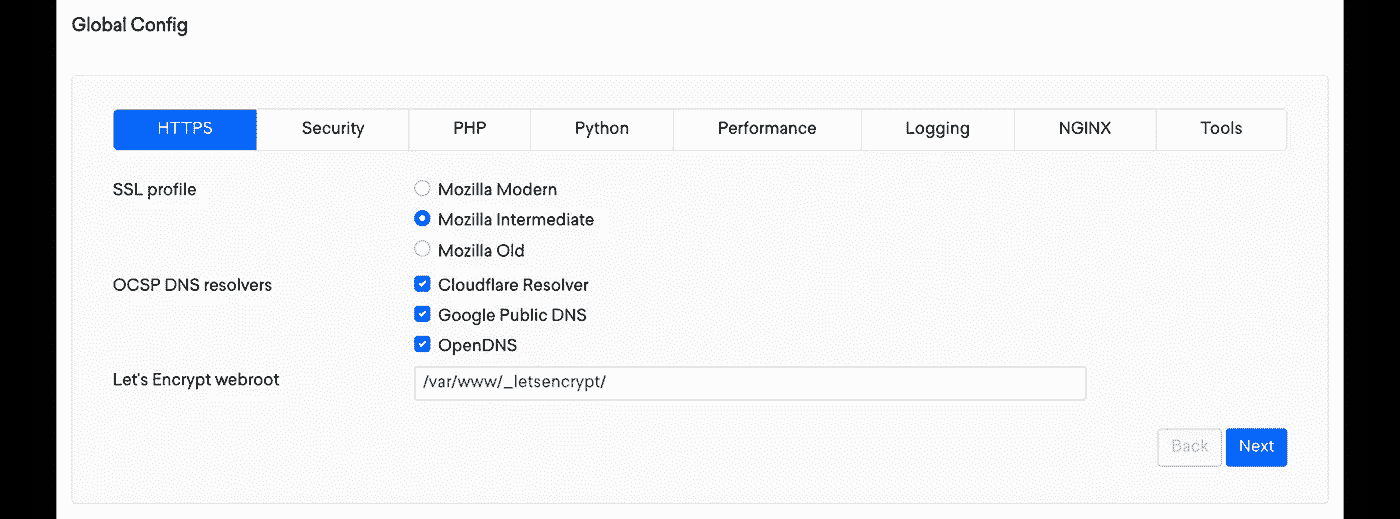 Global Config
HTTPS Security PHP Python Performance Logging NGINX Tools
SSL profile Mozilla Modern
Mozilla Intermediate
Mozilla Old
OCSP DNS resolvers Cloudflare Resolver
Google Public DNS
OpenDNS
Let's Encrypt webroot /var/www/_letsencrypt/
Back Next